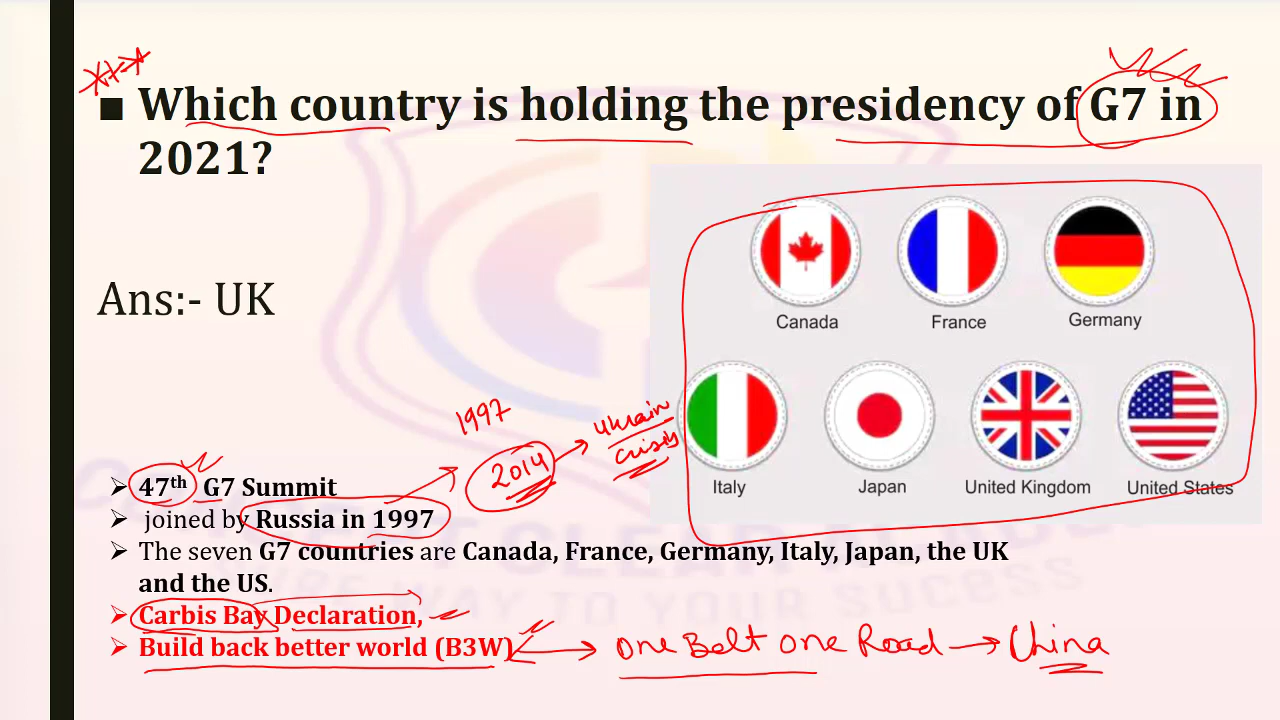 ■ Which country is holding the presidency of G7 in
2021?
Ans:- UK
Canada France Germany
Italy Japan United Kingdom United States
1997
2014 → Ukrain
crisis
➢ 47th G7 Summit
➢ joined by Russia in 1997
➢ The seven G7 countries are Canada, France, Germany, Italy, Japan, the UK
and the US.
➢ Carbis Bay Declaration,
➢ Build back better world (B3W) → One Belt One Road → China